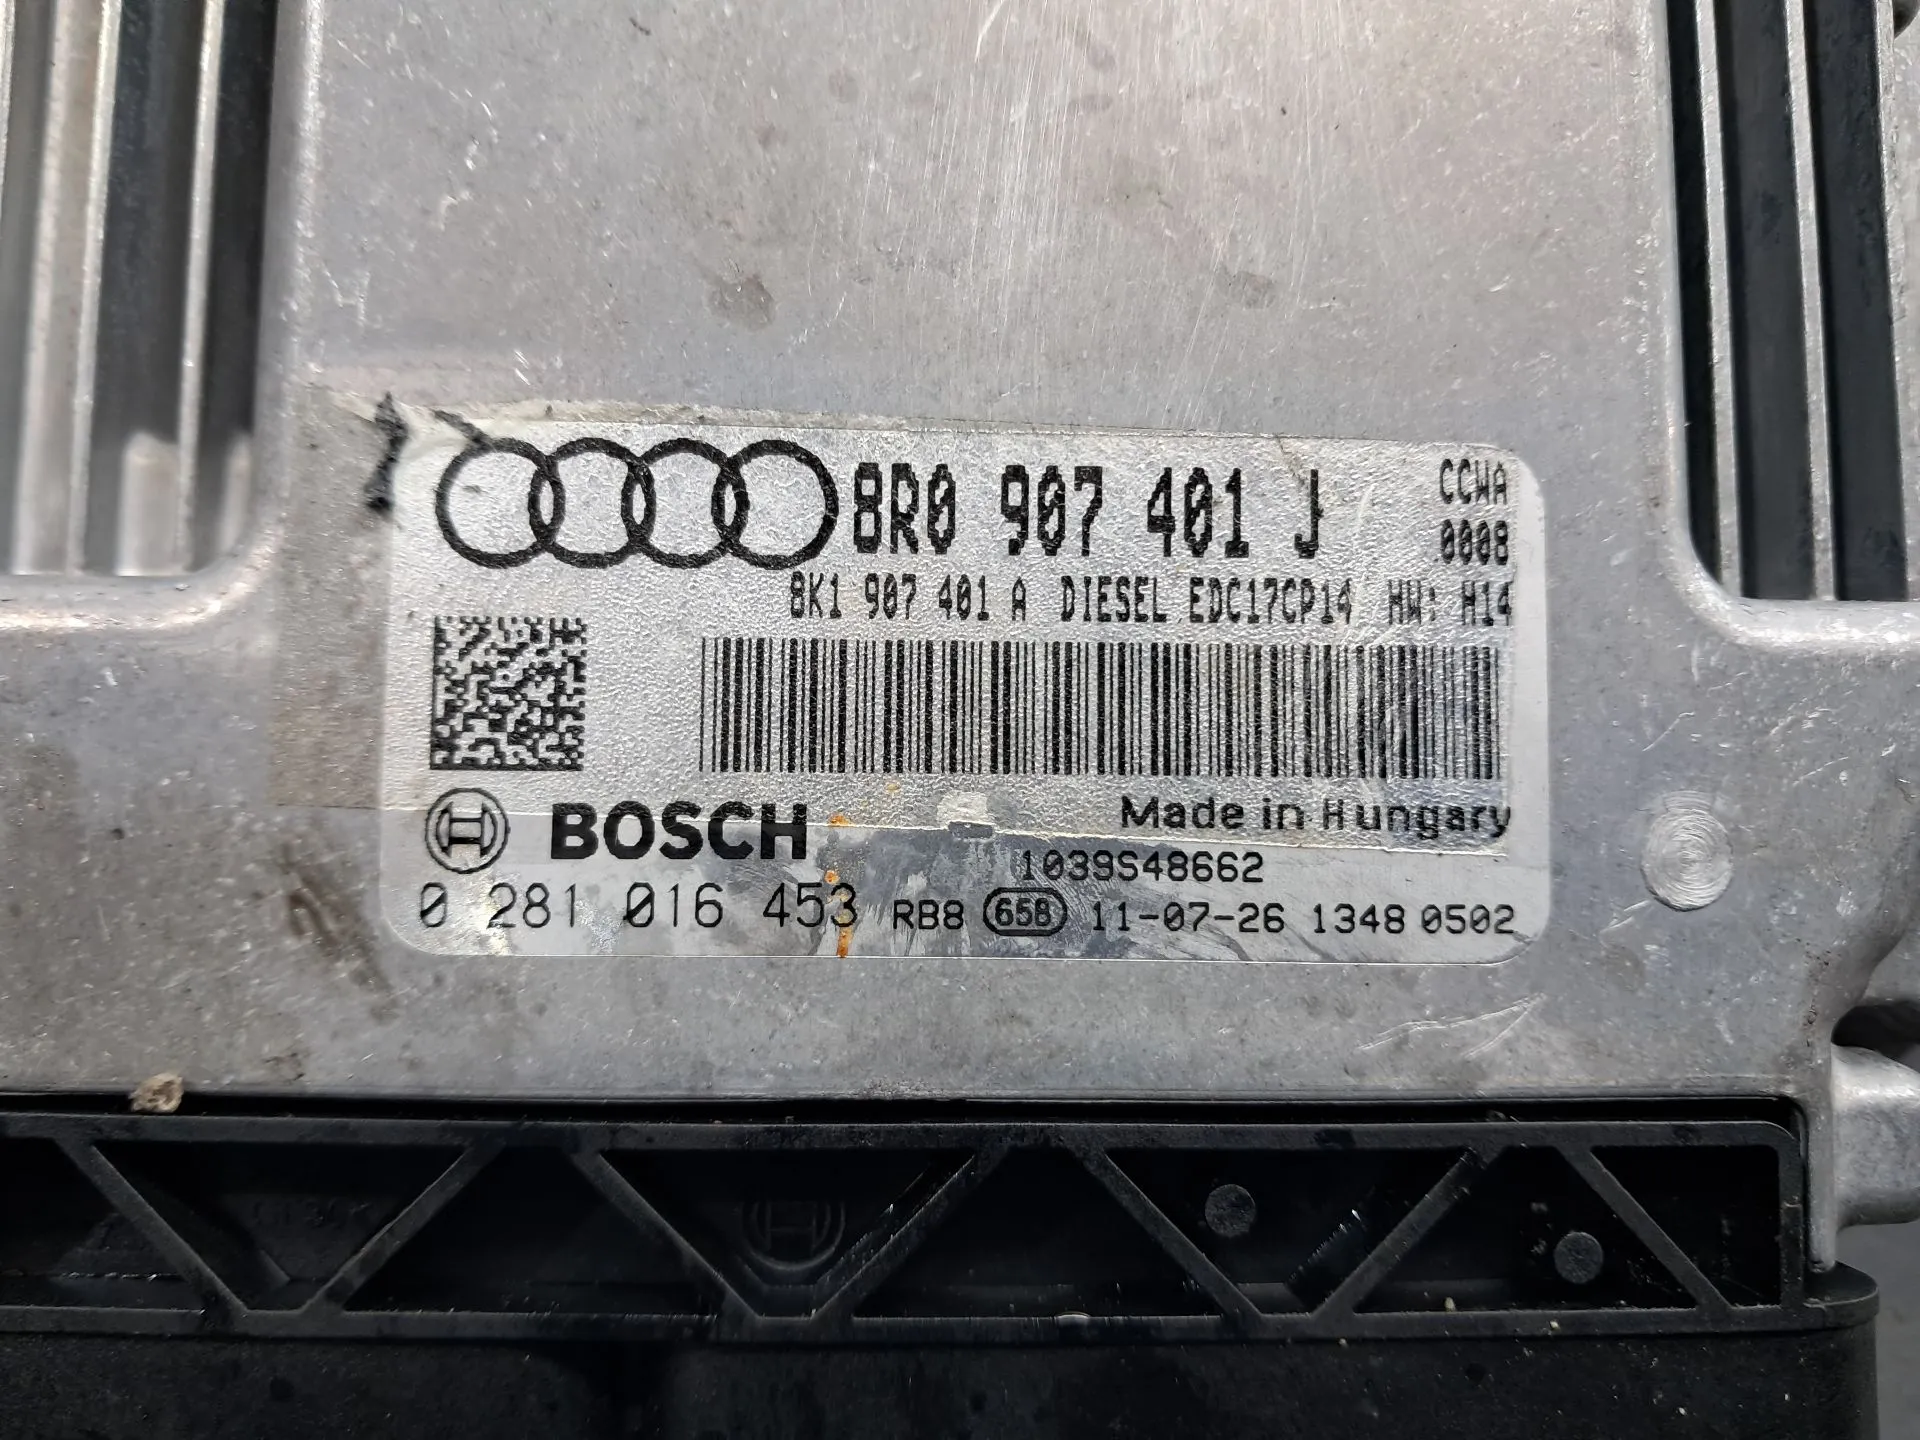 8R0 907 401 J
CCWA
0008
8K1 907 401 A DIESEL EDC17CP14 HW: H14
BOSCH
Made in Hungary
1039S48662
0 281 016 453 RB8 658 11-07-26 1348 0502